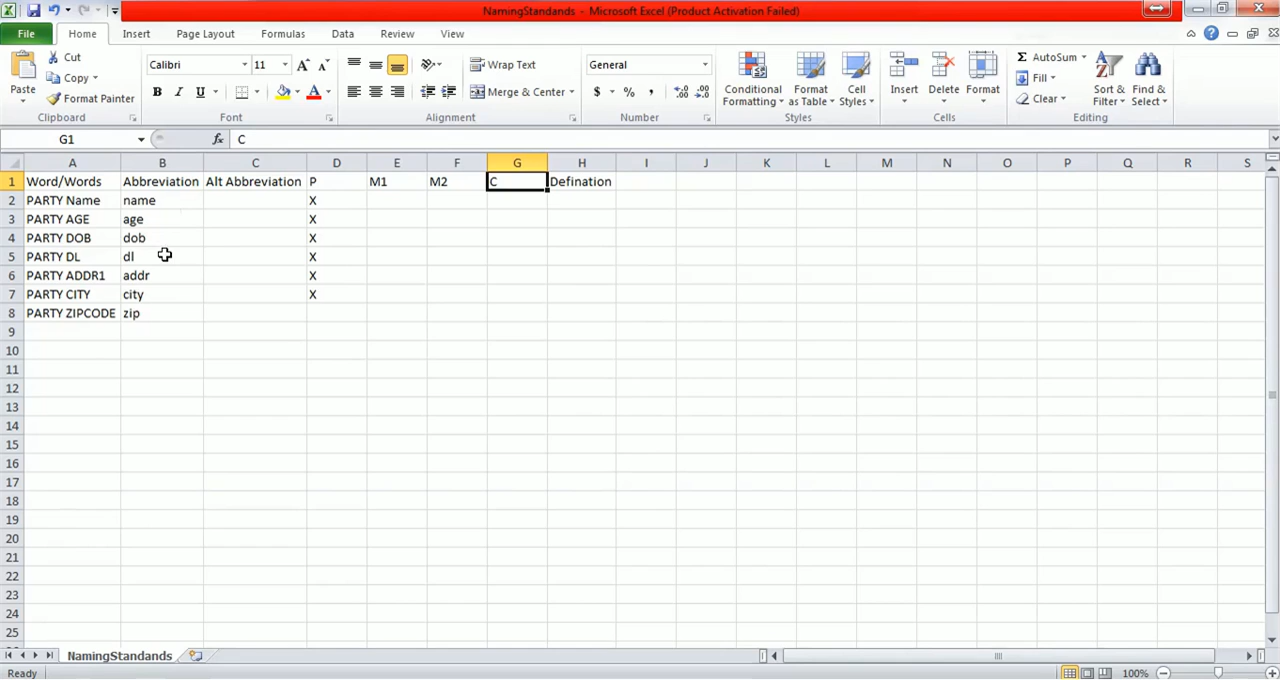 NamingStandands - Microsoft Excel (Product Activation Failed)
File Home Insert Page Layout Formulas Data Review View
Paste
Cut
Copy
Format Painter
Clipboard
Calibri 11
B I U
Font
Wrap Text
Merge & Center
Alignment
General
$ % ,
Number
Conditional Formatting
Format as Table
Cell Styles
Styles
Insert Delete Format
Cells
AutoSum
Fill
Clear
Sort & Filter
Find & Select
Editing
G1 fx C
A B C D E F G H I J K L M N O P Q R S
1 Word/Words Abbreviation Alt Abbreviation P M1 M2 C Defination
2 PARTY Name name X
3 PARTY AGE age X
4 PARTY DOB dob X
5 PARTY DL dl X
6 PARTY ADDR1 addr X
7 PARTY CITY city X
8 PARTY ZIPCODE zip
9
10
11
12
13
14
15
16
17
18
19
20
21
22
23
24
25
NamingStandands
Ready 100%